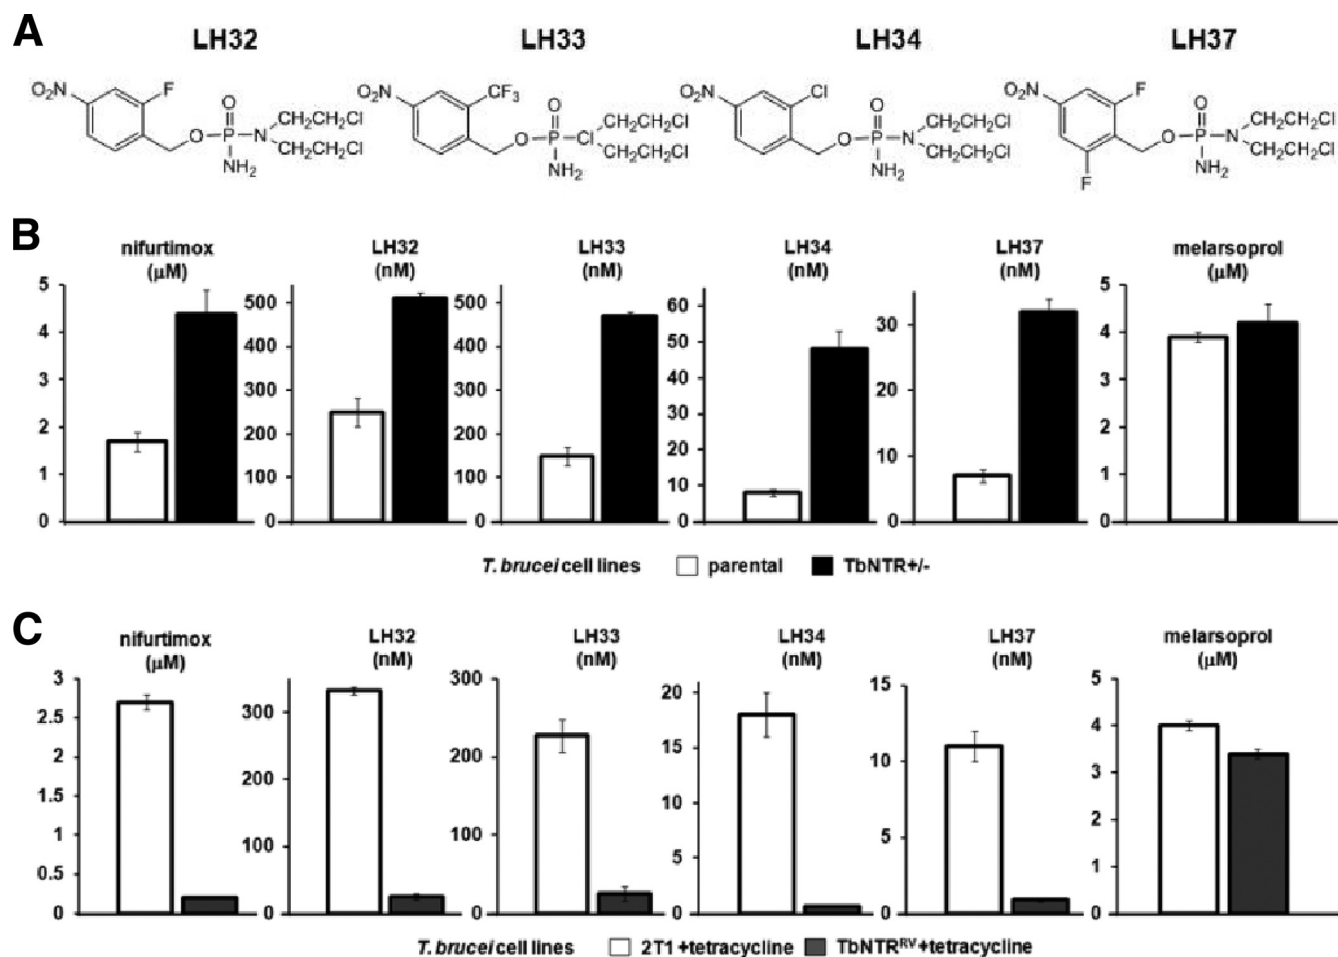 A
LH32 LH33 LH34 LH37
O₂N F O O P N CH₂CH₂Cl CH₂CH₂Cl NH₂
O₂N CF₃ O O P Cl CH₂CH₂Cl CH₂CH₂Cl NH₂
O₂N Cl O O P N CH₂CH₂Cl CH₂CH₂Cl NH₂
O₂N F F O O P N CH₂CH₂Cl CH₂CH₂Cl NH₂
B
nifurtimox
(µM)
5
4
3
2
1
0
LH32
(nM)
500
400
300
200
100
0
LH33
(nM)
500
400
300
200
100
0
LH34
(nM)
60
50
40
30
20
10
0
LH37
(nM)
30
20
10
0
melarsoprol
(µM)
5
4
3
2
1
0
T. brucei cell lines parental TbNTR+/-
C
nifurtimox
(µM)
3
2.5
2
1.5
1
0.5
0
LH32
(nM)
300
200
100
0
LH33
(nM)
300
200
100
0
LH34
(nM)
20
15
10
5
0
LH37
(nM)
15
10
5
0
melarsoprol
(µM)
5
4
3
2
1
0
T. brucei cell lines 2T1 +tetracycline TbNTRᴿⱽ +tetracycline